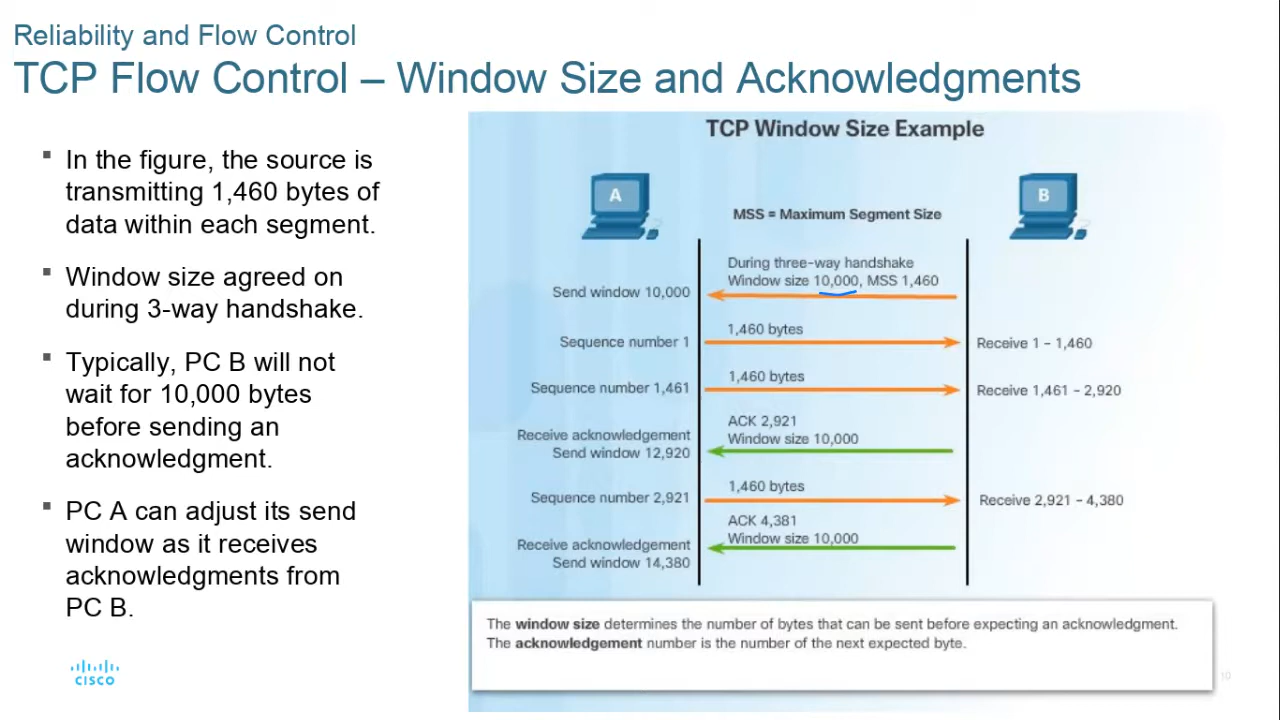 Reliability and Flow Control
TCP Flow Control – Window Size and Acknowledgments
▪ In the figure, the source is
transmitting 1,460 bytes of
data within each segment.
▪ Window size agreed on
during 3-way handshake.
▪ Typically, PC B will not
wait for 10,000 bytes
before sending an
acknowledgment.
▪ PC A can adjust its send
window as it receives
acknowledgments from
PC B.
TCP Window Size Example
A
B
MSS = Maximum Segment Size
During three-way handshake
Window size 10,000, MSS 1,460
Send window 10,000
1,460 bytes
Sequence number 1
Receive 1 – 1,460
1,460 bytes
Sequence number 1,461
Receive 1,461 – 2,920
ACK 2,921
Window size 10,000
Receive acknowledgement
Send window 12,920
1,460 bytes
Sequence number 2,921
Receive 2,921 – 4,380
ACK 4,381
Window size 10,000
Receive acknowledgement
Send window 14,380
The window size determines the number of bytes that can be sent before expecting an acknowledgment.
The acknowledgement number is the number of the next expected byte.
CISCO
10